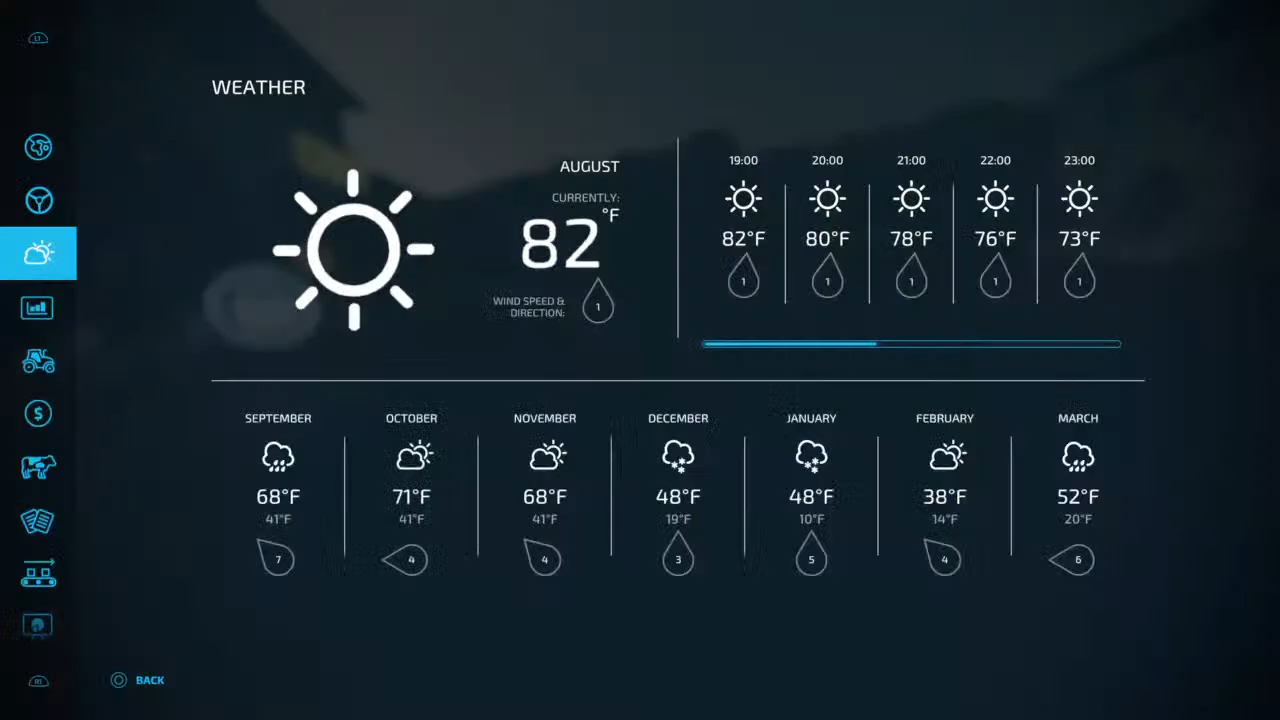 L1
WEATHER
AUGUST
CURRENTLY:
82 °F
WIND SPEED &
DIRECTION:
1
19:00 20:00 21:00 22:00 23:00
82°F 80°F 78°F 76°F 73°F
1 1 1 1 1
SEPTEMBER OCTOBER NOVEMBER DECEMBER JANUARY FEBRUARY MARCH
68°F 71°F 68°F 48°F 48°F 38°F 52°F
41°F 41°F 41°F 19°F 10°F 14°F 20°F
7 4 4 3 5 4 6
$
R1
BACK